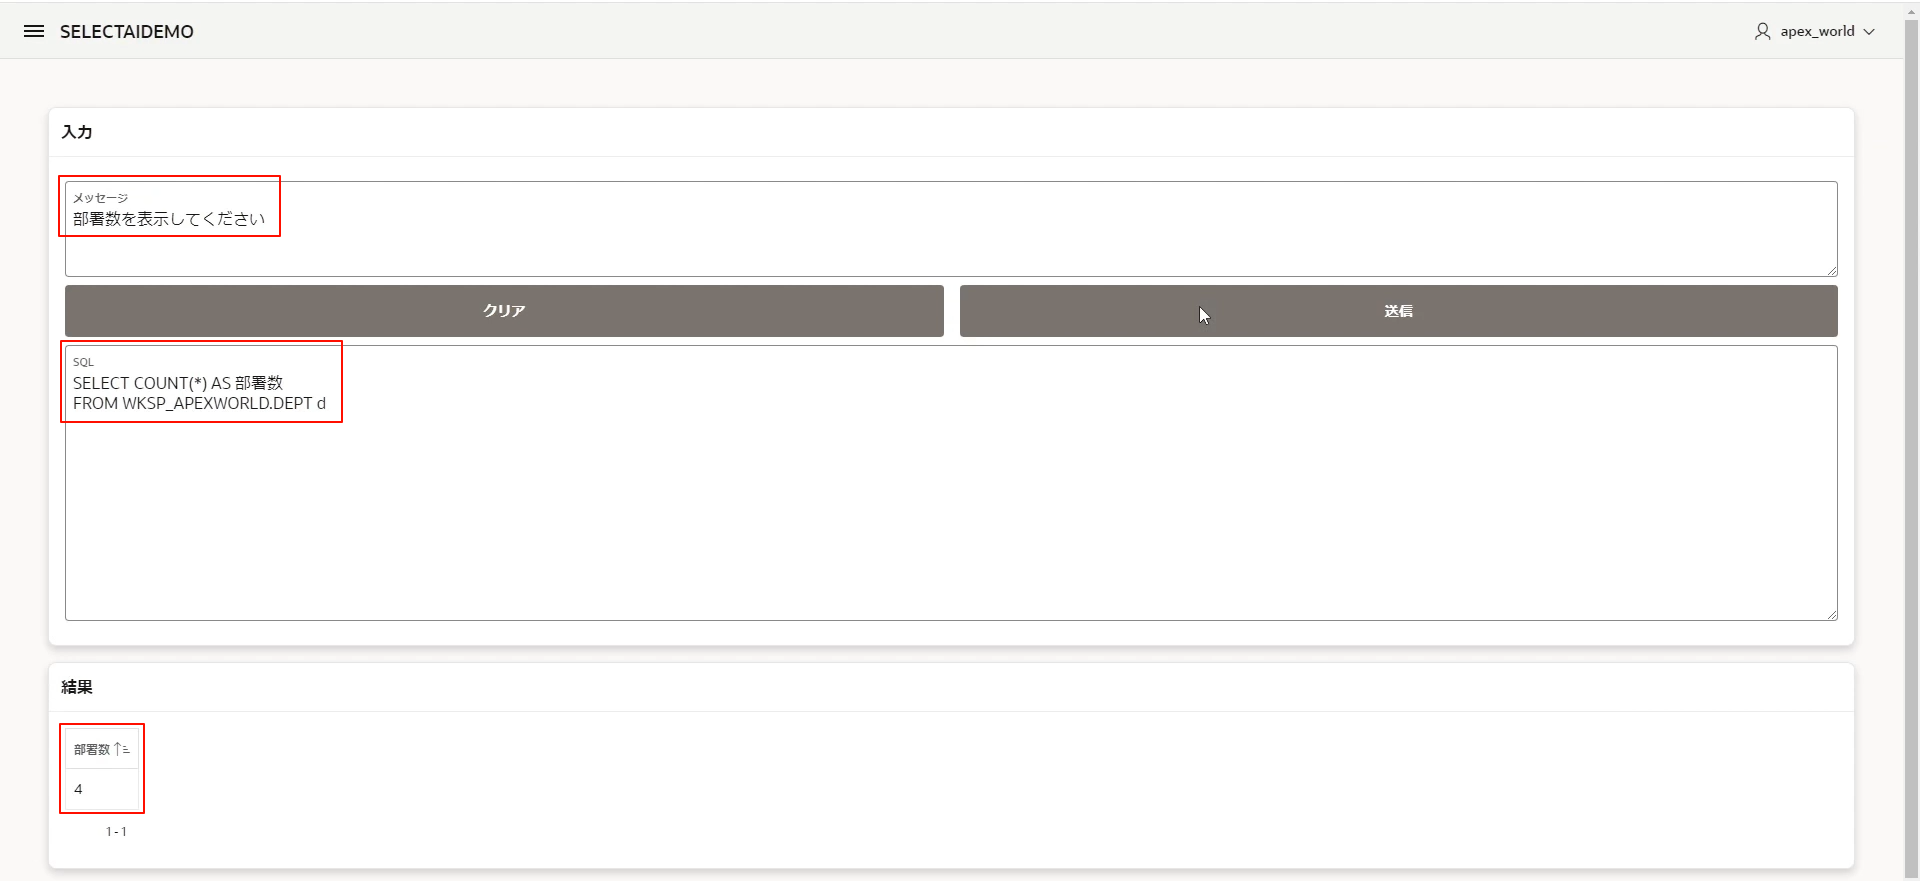 SELECTAIDEMO
apex_world
入力
メッセージ
部署数を表示してください
クリア
送信
SQL
SELECT COUNT(*) AS 部署数
FROM WKSP_APEXWORLD.DEPT d
結果
部署数
4
1 - 1